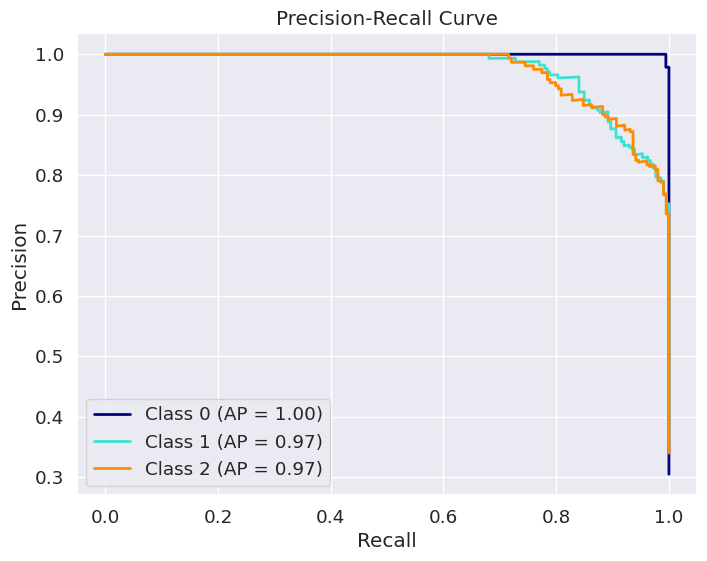 Precision-Recall Curve
Precision
1.0
0.9
0.8
0.7
0.6
0.5
0.4
0.3
Class 0 (AP = 1.00)
Class 1 (AP = 0.97)
Class 2 (AP = 0.97)
0.0 0.2 0.4 0.6 0.8 1.0
Recall